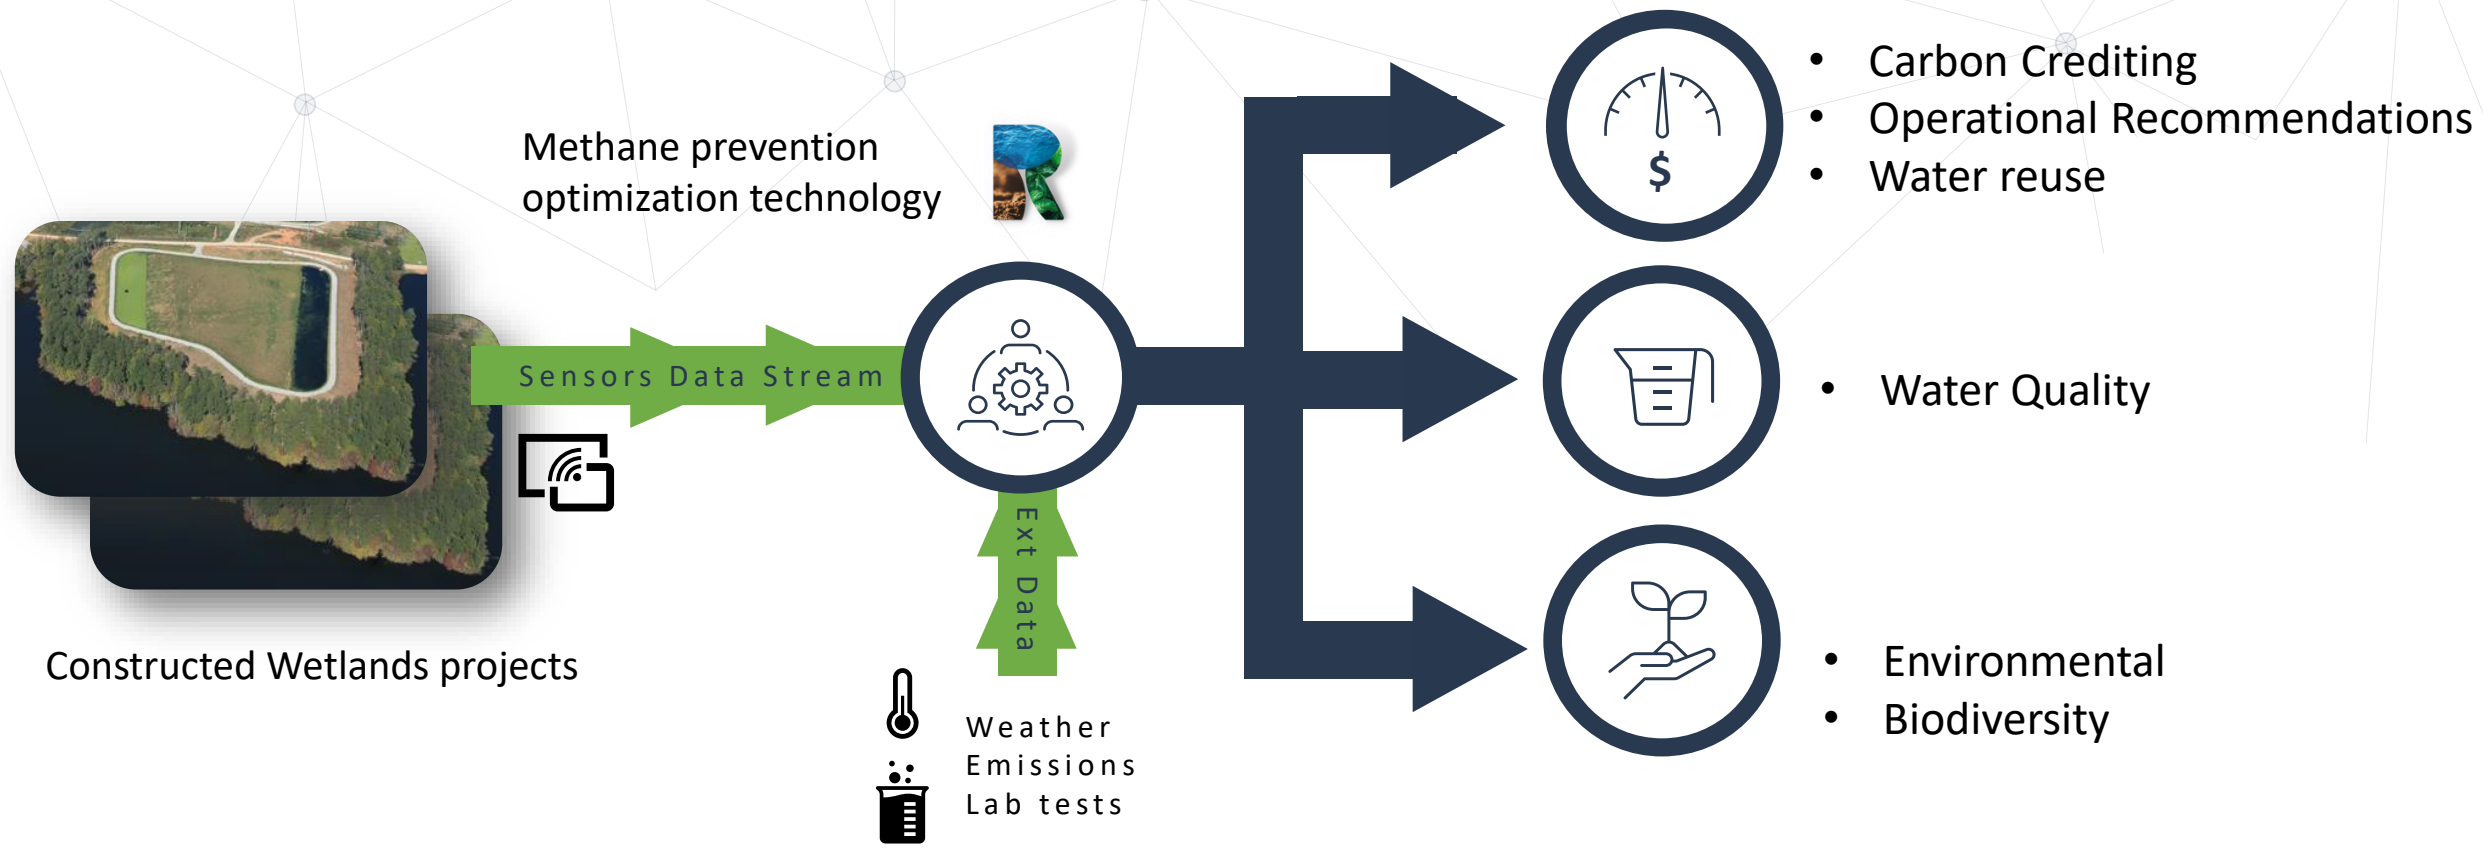 Methane prevention
optimization technology
R
Sensors Data Stream
Constructed Wetlands projects
Ext Data
Weather
Emissions
Lab tests
$
• Carbon Crediting
• Operational Recommendations
• Water reuse
• Water Quality
• Environmental
• Biodiversity